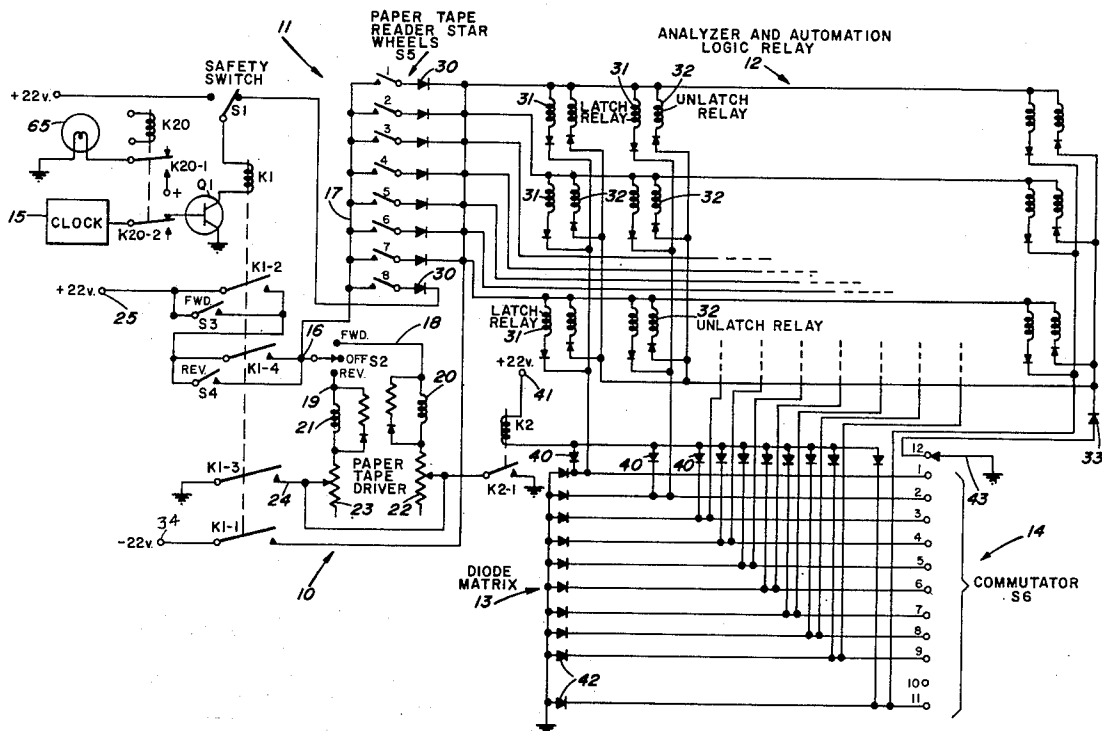 PAPER TAPE
READER STAR
WHEELS
S5
11
30
ANALYZER AND AUTOMATION
LOGIC RELAY
12
SAFETY
SWITCH
+22v.
S1
65
K20
K20-1
+
Q1
K1
15
CLOCK
K20-2
1
2
3
4
5
6
7
8
17
30
31
LATCH
RELAY
31
32
UNLATCH
RELAY
31
32
32
K1-2
+22v.
25
FWD.
S3
K1-4
REV.
S4
16
FWD.
OFF
S2
REV.
18
19
20
21
LATCH
RELAY
31
32
UNLATCH RELAY
+22v.
41
K2
K2-1
K1-3
24
PAPER
TAPE
DRIVER
23
22
34
-22v.
K1-1
10
40
40
40
33
43
12
1
2
3
4
5
6
7
8
9
10
11
14
COMMUTATOR
S6
DIODE
MATRIX
13
42